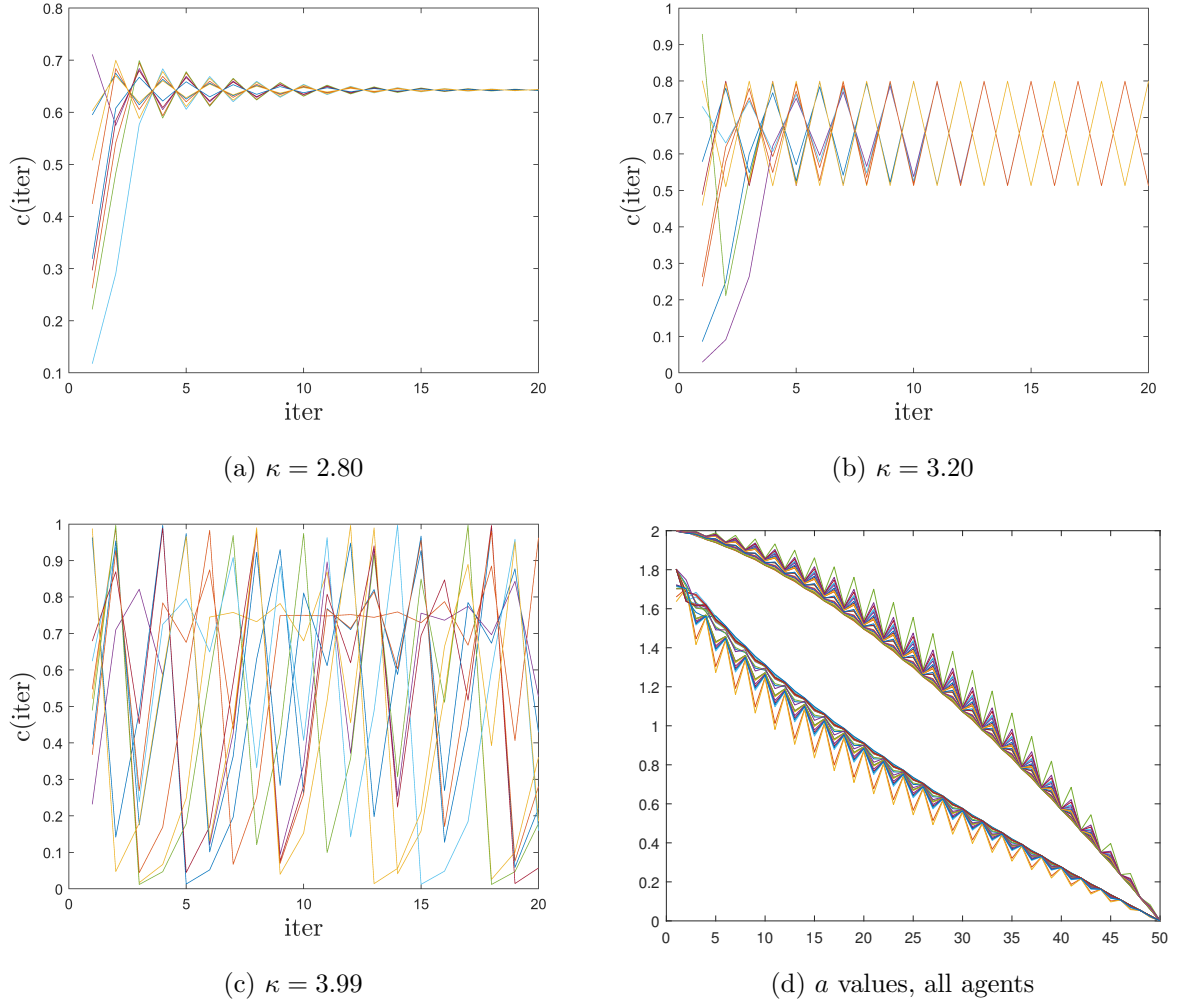 0.8
0.7
0.6
0.5
0.4
0.3
0.2
0.1
0 5 10 15 20
c(iter)
iter
(a) κ = 2.80
1
0.9
0.8
0.7
0.6
0.5
0.4
0.3
0.2
0.1
0
0 5 10 15 20
c(iter)
iter
(b) κ = 3.20
1
0.9
0.8
0.7
0.6
0.5
0.4
0.3
0.2
0.1
0
0 5 10 15 20
c(iter)
iter
(c) κ = 3.99
2
1.8
1.6
1.4
1.2
1
0.8
0.6
0.4
0.2
0
0 5 10 15 20 25 30 35 40 45 50
(d) a values, all agents